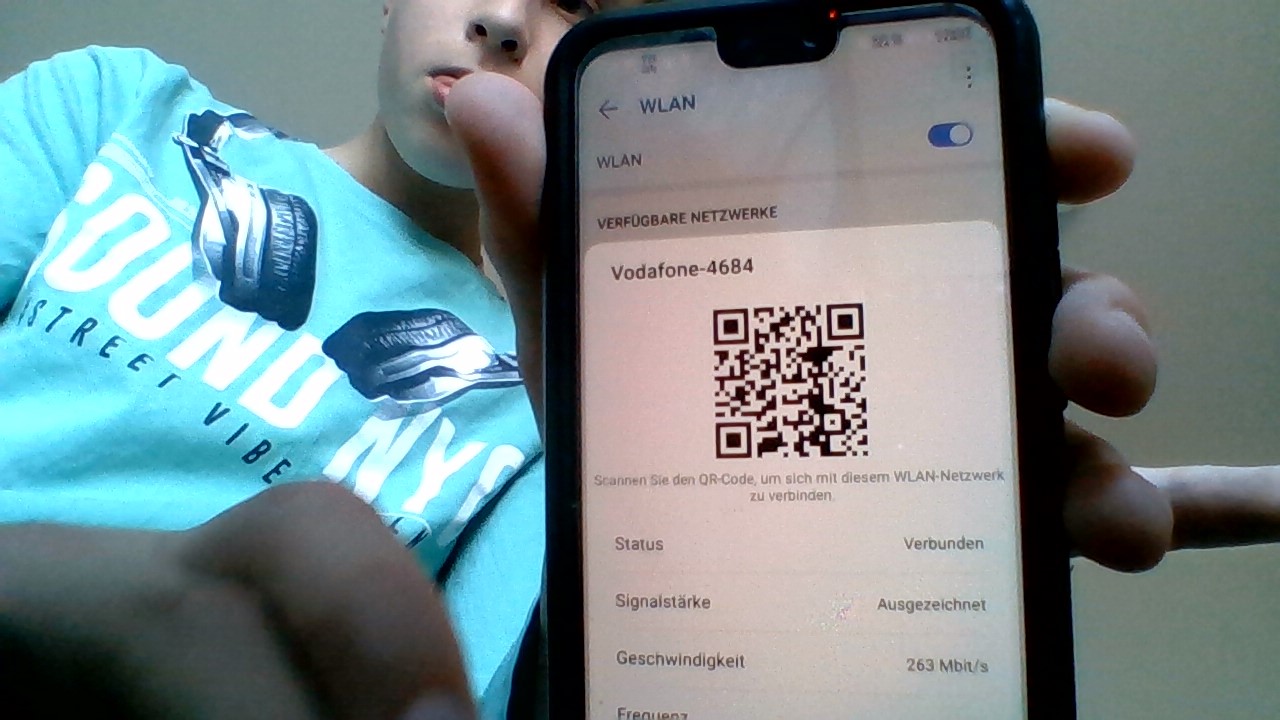 WLAN
WLAN
VERFÜGBARE NETZWERKE
Vodafone-4684
Scannen Sie den QR-Code, um sich mit diesem WLAN-Netzwerk
zu verbinden.
Status Verbunden
Signalstärke Ausgezeichnet
Geschwindigkeit 263 Mbit/s
Frequenz
OUND
STREET VIBE
NYC